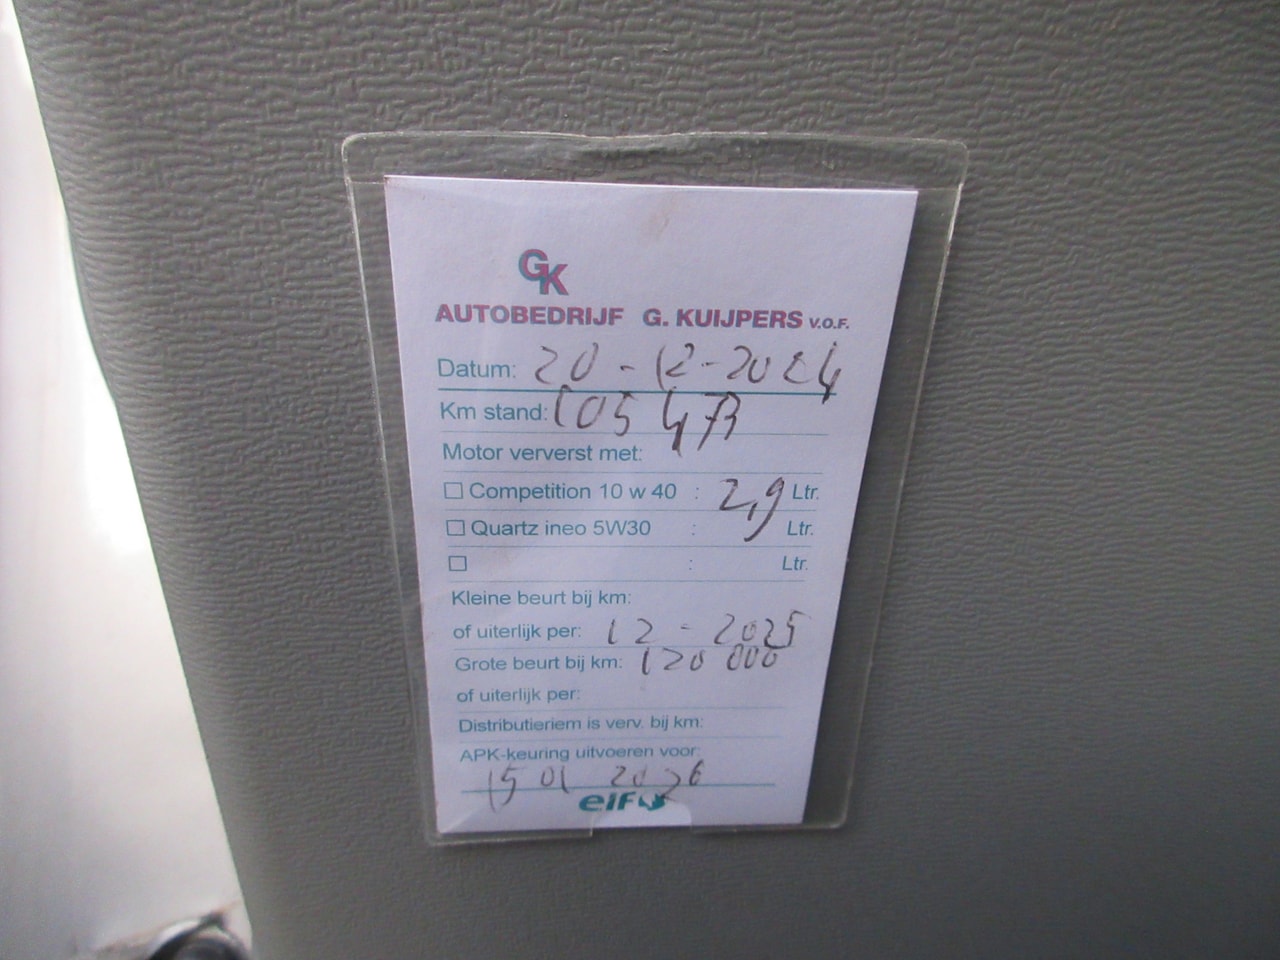 GK
AUTOBEDRIJF G. KUIJPERS V.O.F.
Datum: 20-12-2024
Km stand: 105473
Motor ververst met:
☐ Competition 10 w 40 : 2,9 Ltr.
☐ Quartz ineo 5W30 : Ltr.
☐ : Ltr.
Kleine beurt bij km:
of uiterlijk per: 12-2025
Grote beurt bij km: 120 000
of uiterlijk per:
Distributieriem is verv. bij km:
APK-keuring uitvoeren voor:
15 01 2026
elf